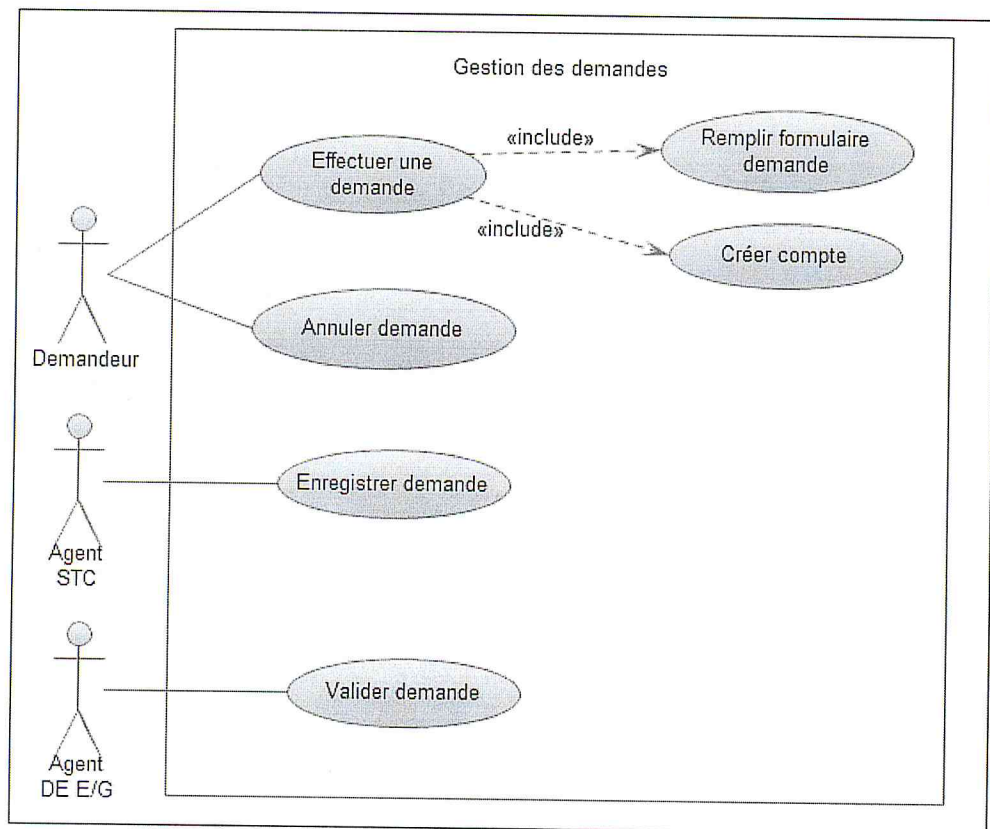 Gestion des demandes
Effectuer une
demande
«include»
Remplir formulaire
demande
«include»
Créer compte
Annuler demande
Demandeur
Enregistrer demande
Agent
STC
Valider demande
Agent
DE E/G